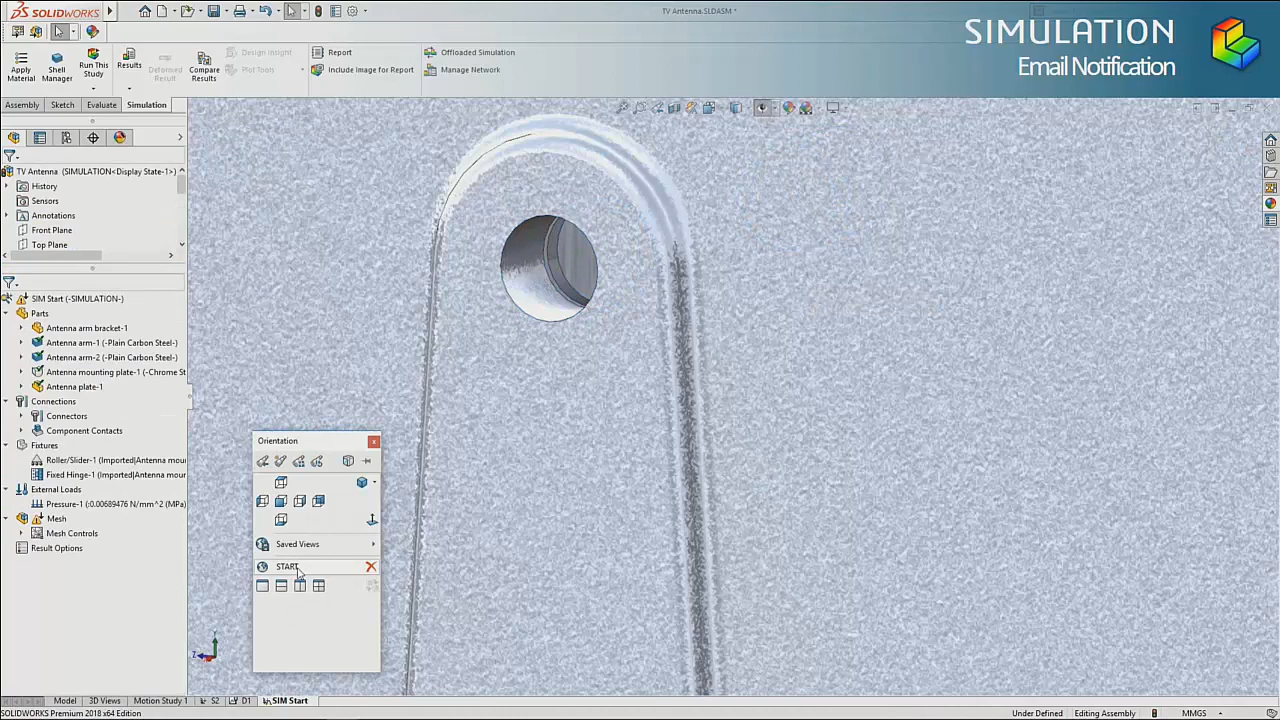 SOLIDWORKS
TV Antenna.SLDASM *
SIMULATION
Email Notification
Apply Material
Shell Manager
Run This Study
Results
Deformed Result
Compare Results
Design Insight
Plot Tools
Report
Include Image for Report
Offloaded Simulation
Manage Network
Assembly
Sketch
Evaluate
Simulation
TV Antenna (SIMULATION<Display State-1>)
History
Sensors
Annotations
Front Plane
Top Plane
SIM Start (-SIMULATION-)
Parts
Antenna arm bracket-1
Antenna arm-1 (-Plain Carbon Steel-)
Antenna arm-2 (-Plain Carbon Steel-)
Antenna mounting plate-1 (-Chrome St
Antenna plate-1
Connections
Connectors
Component Contacts
Fixtures
Roller/Slider-1 (Imported|Antenna mou
Fixed Hinge-1 (Imported|Antenna mou
External Loads
Pressure-1 (:0.00689476 N/mm^2 (MPa)
Mesh
Mesh Controls
Result Options
Orientation
Saved Views
START
Z
Model
3D Views
Motion Study 1
S2
D1
SIM Start
SOLIDWORKS Premium 2018 x64 Edition
Under Defined
Editing Assembly
MMGS